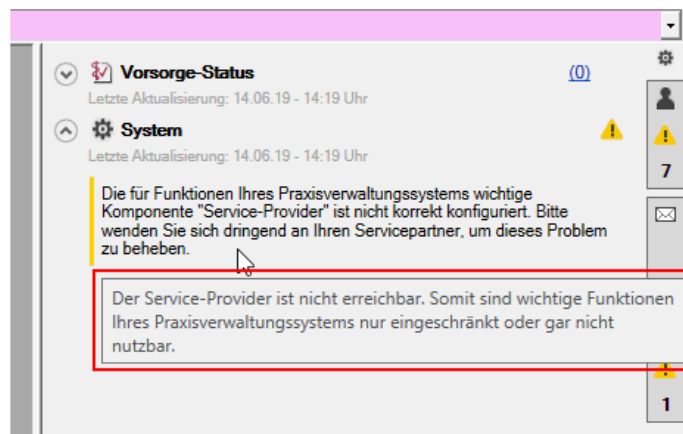 Vorsorge-Status (0)
Letzte Aktualisierung: 14.06.19 - 14:19 Uhr
System
Letzte Aktualisierung: 14.06.19 - 14:19 Uhr
7
Die für Funktionen Ihres Praxisverwaltungssystems wichtige
Komponente "Service-Provider" ist nicht korrekt konfiguriert. Bitte
wenden Sie sich dringend an Ihren Servicepartner, um dieses Problem
zu beheben.
Der Service-Provider ist nicht erreichbar. Somit sind wichtige Funktionen
Ihres Praxisverwaltungssystems nur eingeschränkt oder gar nicht
nutzbar.
1